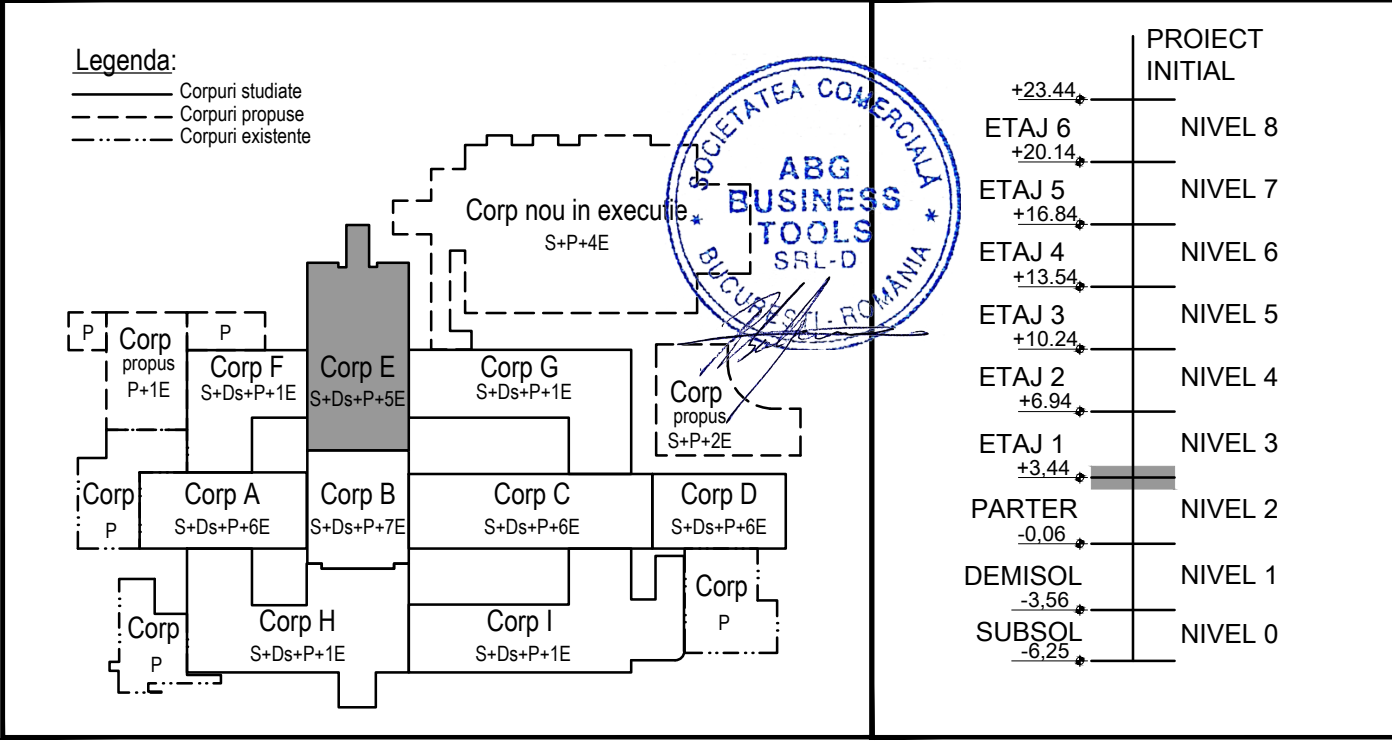 Legenda:
Corpuri studiate
Corpuri propuse
Corpuri existente
Corp nou in executie
S+P+4E
SOCIETATEA COMERCIALĂ
ABG
BUSINESS
TOOLS
SRL-D
* BUCUREȘTI - ROMÂNIA *
P
Corp
propus
P+1E
P
Corp F
S+Ds+P+1E
Corp E
S+Ds+P+5E
Corp G
S+Ds+P+1E
Corp
propus
S+P+2E
Corp
P
Corp A
S+Ds+P+6E
Corp B
S+Ds+P+7E
Corp C
S+Ds+P+6E
Corp D
S+Ds+P+6E
Corp
P
Corp H
S+Ds+P+1E
Corp I
S+Ds+P+1E
Corp
P
PROIECT
INITIAL
+23.44
ETAJ 6 NIVEL 8
+20.14
ETAJ 5 NIVEL 7
+16.84
ETAJ 4 NIVEL 6
+13.54
ETAJ 3 NIVEL 5
+10.24
ETAJ 2 NIVEL 4
+6.94
ETAJ 1 NIVEL 3
+3,44
PARTER NIVEL 2
-0,06
DEMISOL NIVEL 1
-3,56
SUBSOL NIVEL 0
-6,25